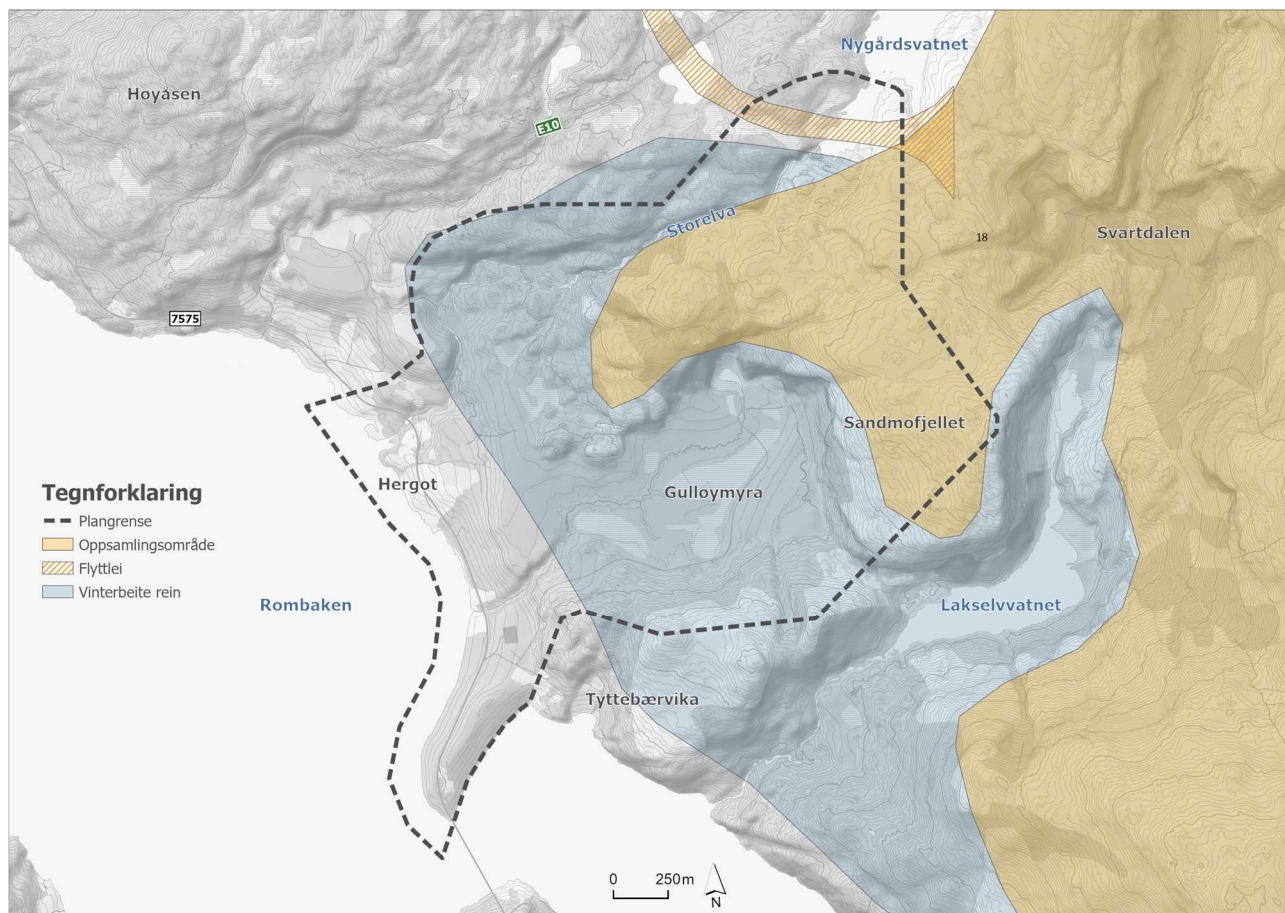 Nygårdsvatnet
Høyåsen
E10
Storelva
18
Svartdalen
7575
Sandmofjellet
Hergot
Gulløymyra
Tegnforklaring
Plangrense
Oppsamlingsområde
Flyttlei
Vinterbeite rein
Rombaken
Lakselvvatnet
Tyttebærvika
0 250m
N